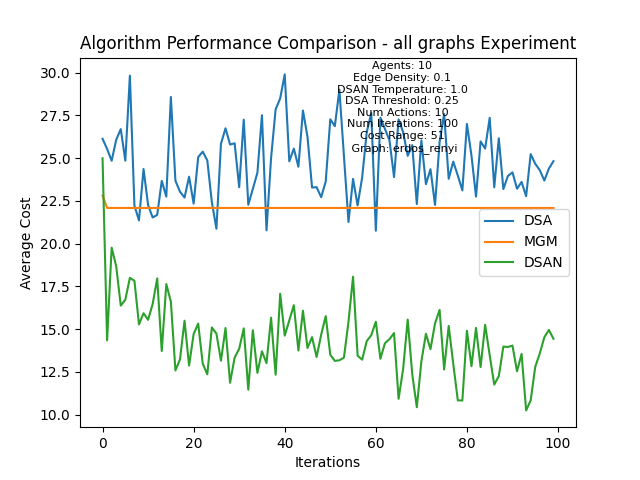 Algorithm Performance Comparison - all graphs Experiment
Agents: 10
Edge Density: 0.1
DSAN Temperature: 1.0
DSA Threshold: 0.25
Num Actions: 10
Num Iterations: 100
Cost Range: 51
Graph: erdos_renyi
30.0
27.5
25.0
22.5
20.0
17.5
15.0
12.5
10.0
Average Cost
DSA
MGM
DSAN
0
20
40
60
80
100
Iterations